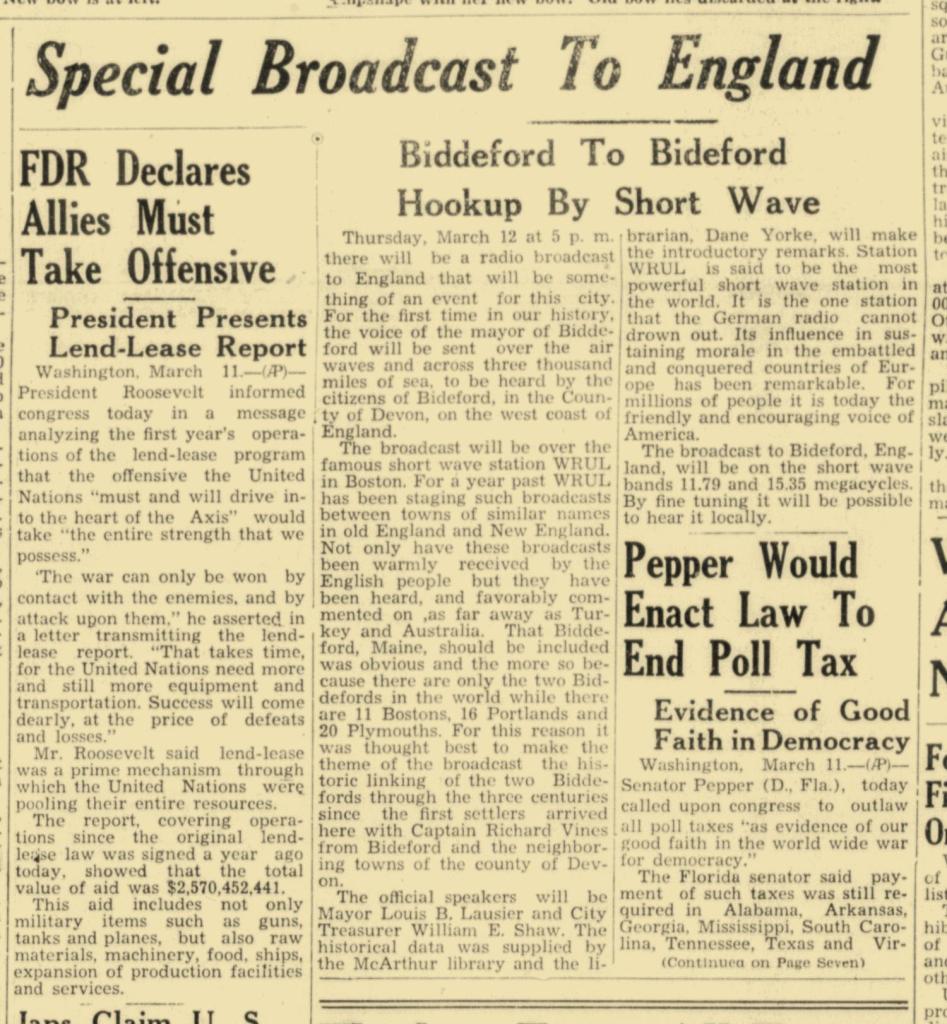 New bow is at left.
Special Broadcast To England
FDR Declares
Allies Must
Take Offensive
President Presents
Lend-Lease Report
Washington, March 11.—(AP)—
President Roosevelt informed
congress today in a message
analyzing the first year's opera-
tions of the lend-lease program
that the offensive the United
Nations "must and will drive in-
to the heart of the Axis" would
take "the entire strength that we
possess."
'The war can only be won by
contact with the enemies, and by
attack upon them," he asserted in
a letter transmitting the lend-
lease report. "That takes time,
for the United Nations need more
and still more equipment and
transportation. Success will come
dearly, at the price of defeats
and losses."
Mr. Roosevelt said lend-lease
was a prime mechanism through
which the United Nations were
pooling their entire resources.
The report, covering opera-
tions since the original lend-
lease law was signed a year ago
today, showed that the total
value of aid was $2,570,452,441.
This aid includes not only
military items such as guns,
tanks and planes, but also raw
materials, machinery, food, ships,
expansion of production facilities
and services.
Japs Claim U. S.
Biddeford To Bideford
Hookup By Short Wave
Thursday, March 12 at 5 p. m.
there will be a radio broadcast
to England that will be some-
thing of an event for this city.
For the first time in our history,
the voice of the mayor of Bidde-
ford will be sent over the air
waves and across three thousand
miles of sea, to be heard by the
citizens of Bideford, in the Coun-
ty of Devon, on the west coast of
England.
The broadcast will be over the
famous short wave station WRUL
in Boston. For a year past WRUL
has been staging such broadcasts
between towns of similar names
in old England and New England.
Not only have these broadcasts
been warmly received by the
English people but they have
been heard, and favorably com-
mented on ,as far away as Tur-
key and Australia. That Bidde-
ford, Maine, should be included
was obvious and the more so be-
cause there are only the two Bid-
defords in the world while there
are 11 Bostons, 16 Portlands and
20 Plymouths. For this reason it
was thought best to make the
theme of the broadcast the his-
toric linking of the two Bidde-
fords through the three centuries
since the first settlers arrived
here with Captain Richard Vines
from Bideford and the neighbor-
ing towns of the county of Dev-
on.
The official speakers will be
Mayor Louis B. Lausier and City
Treasurer William E. Shaw. The
historical data was supplied by
the McArthur library and the li-
brarian, Dane Yorke, will make
the introductory remarks. Station
WRUL is said to be the most
powerful short wave station in
the world. It is the one station
that the German radio cannot
drown out. Its influence in sus-
taining morale in the embattled
and conquered countries of Eur-
ope has been remarkable. For
millions of people it is today the
friendly and encouraging voice of
America.
The broadcast to Bideford, Eng-
land, will be on the short wave
bands 11.79 and 15.35 megacycles.
By fine tuning it will be possible
to hear it locally.
Pepper Would
Enact Law To
End Poll Tax
Evidence of Good
Faith in Democracy
Washington, March 11.—(AP)—
Senator Pepper (D., Fla.), today
called upon congress to outlaw
all poll taxes "as evidence of our
good faith in the world wide war
for democracy."
The Florida senator said pay-
ment of such taxes was still re-
quired in Alabama, Arkansas,
Georgia, Mississippi, South Caro-
lina, Tennessee, Texas and Vir-
(Continued on Page Seven)